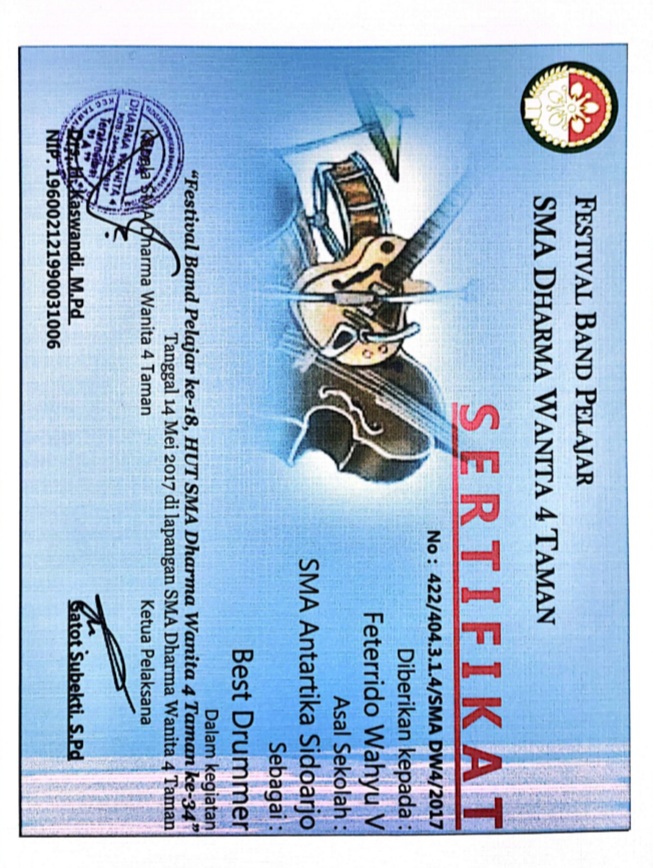 FESTIVAL BAND PELAJAR
SMA DHARMA WANITA 4 TAMAN
SERTIFIKAT
No : 422/404.3.1.4/SMA DW4/2017
Diberikan kepada :
Feterrido Wahyu V
Asal Sekolah :
SMA Antartika Sidoarjo
Sebagai :
Best Drummer
Dalam kegiatan
“Festival Band Pelajar ke-18, HUT SMA Dharma Wanita 4 Taman ke-34”
Tanggal 14 Mei 2017 di lapangan SMA Dharma Wanita 4 Taman
Kepala SMA Dharma Wanita 4 Taman
Ketua Pelaksana
DHARMA WANITA 4
Drs. H. Kaswandi, M.Pd
Gatot Subekti, S.Pd
NIP. 196002121990031006